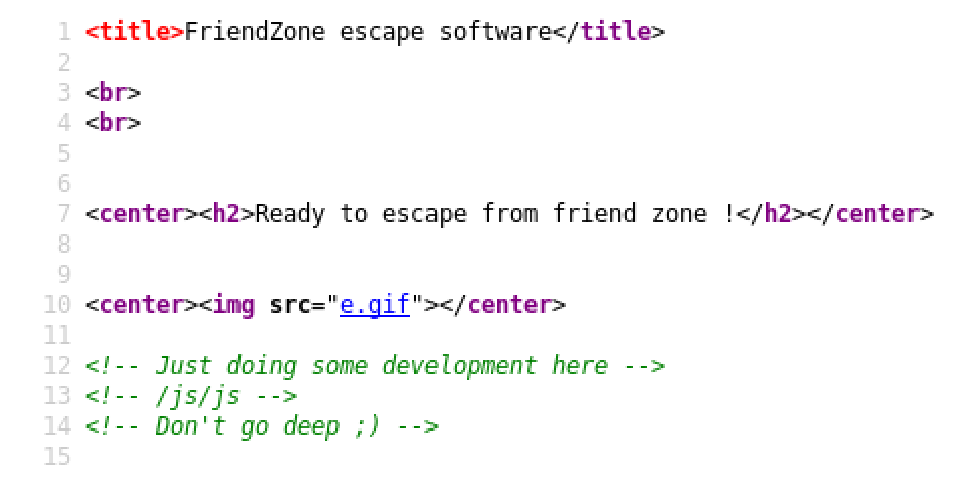 1 <title>FriendZone escape software</title>
2
3 <br>
4 <br>
5
6
7 <center><h2>Ready to escape from friend zone !</h2></center>
8
9
10 <center><img src="e.gif"></center>
11
12 <!-- Just doing some development here -->
13 <!-- /js/js -->
14 <!-- Don't go deep ;) -->
15